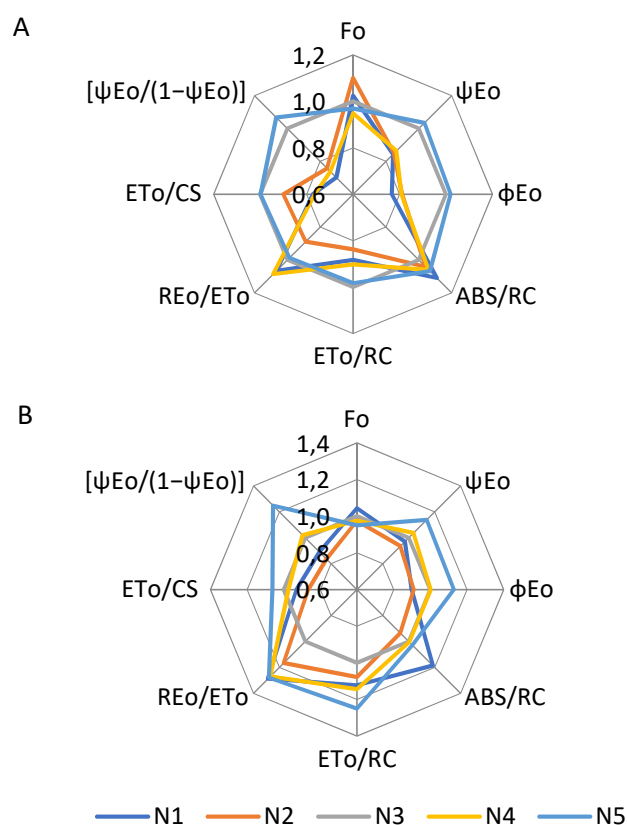 A
Fo
1,2
[ψEo/(1−ψEo)]
ψEo
1,0
0,8
ETo/CS
0,6
φEo
REo/ETo
ABS/RC
ETo/RC
B
Fo
1,4
[ψEo/(1−ψEo)]
1,2
ψEo
1,0
0,8
ETo/CS
0,6
φEo
REo/ETo
ABS/RC
ETo/RC
N1 N2 N3 N4 N5